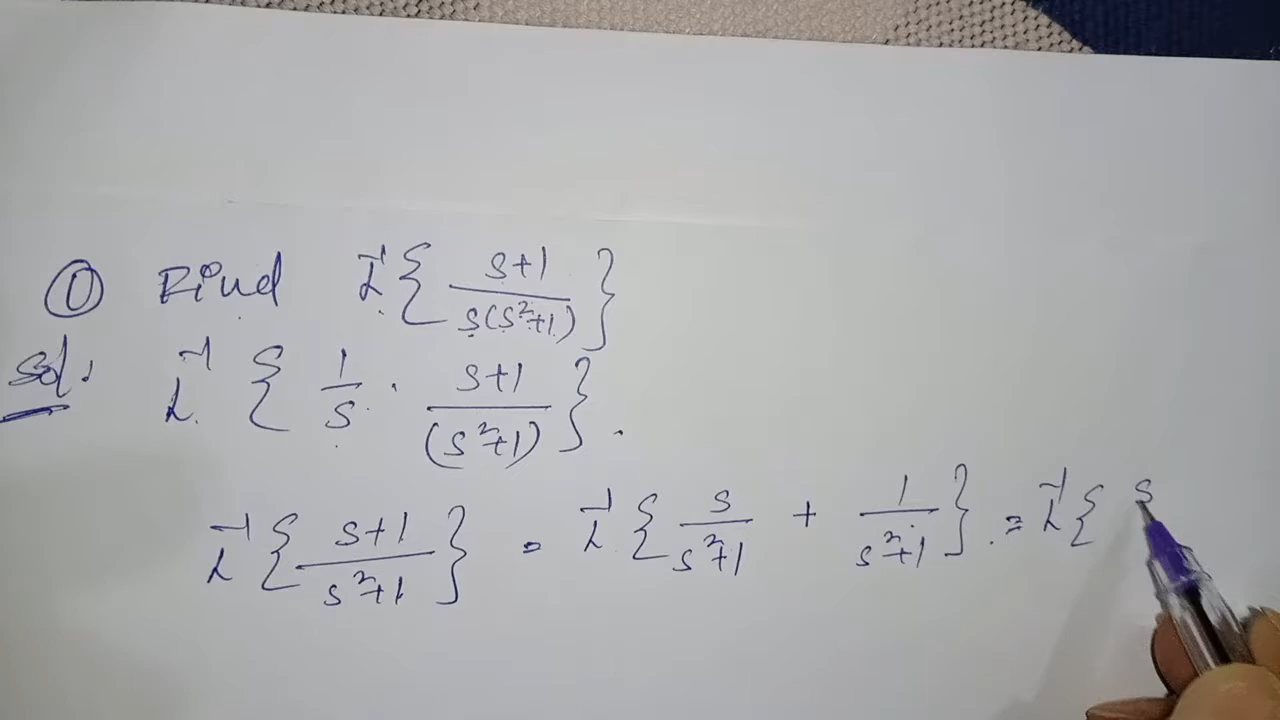 ① Find L⁻¹{ (s+1) / s(s²+1) }
Sol: L⁻¹ { 1/s · (s+1) / (s²+1) } .
L⁻¹ { (s+1) / s²+1 } = L⁻¹ { s / s²+1 + 1 / s²+1 } . = L⁻¹ { s